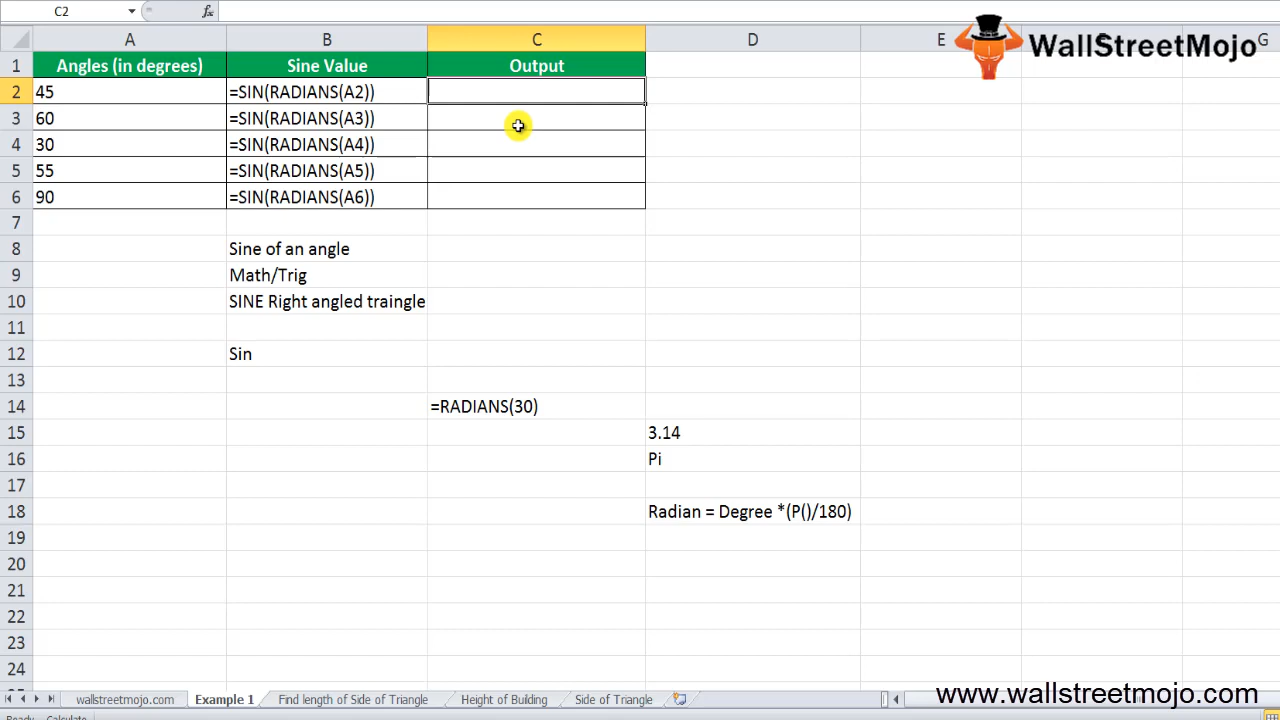 C2
fx
A B C D E G
1 Angles (in degrees) Sine Value Output
2 45 =SIN(RADIANS(A2))
3 60 =SIN(RADIANS(A3))
4 30 =SIN(RADIANS(A4))
5 55 =SIN(RADIANS(A5))
6 90 =SIN(RADIANS(A6))
7
8 Sine of an angle
9 Math/Trig
10 SINE Right angled traingle
11
12 Sin
13
14 =RADIANS(30)
15 3.14
16 Pi
17
18 Radian = Degree *(P()/180)
19
20
21
22
23
24
WallStreetMojo
wallstreetmojo.com Example 1 Find length of Side of Triangle Height of Building Side of Triangle
www.wallstreetmojo.com
Ready Calculate